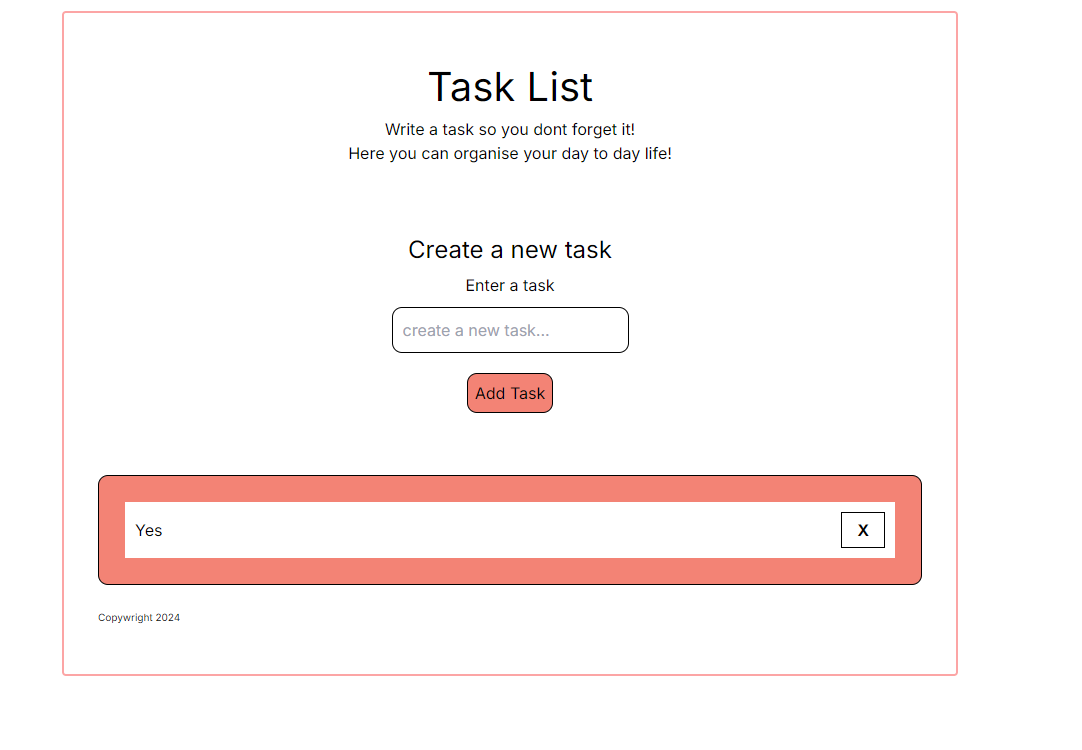 Task List
Write a task so you dont forget it!
Here you can organise your day to day life!
Create a new task
Enter a task
create a new task...
Add Task
Yes
X
Copywright 2024